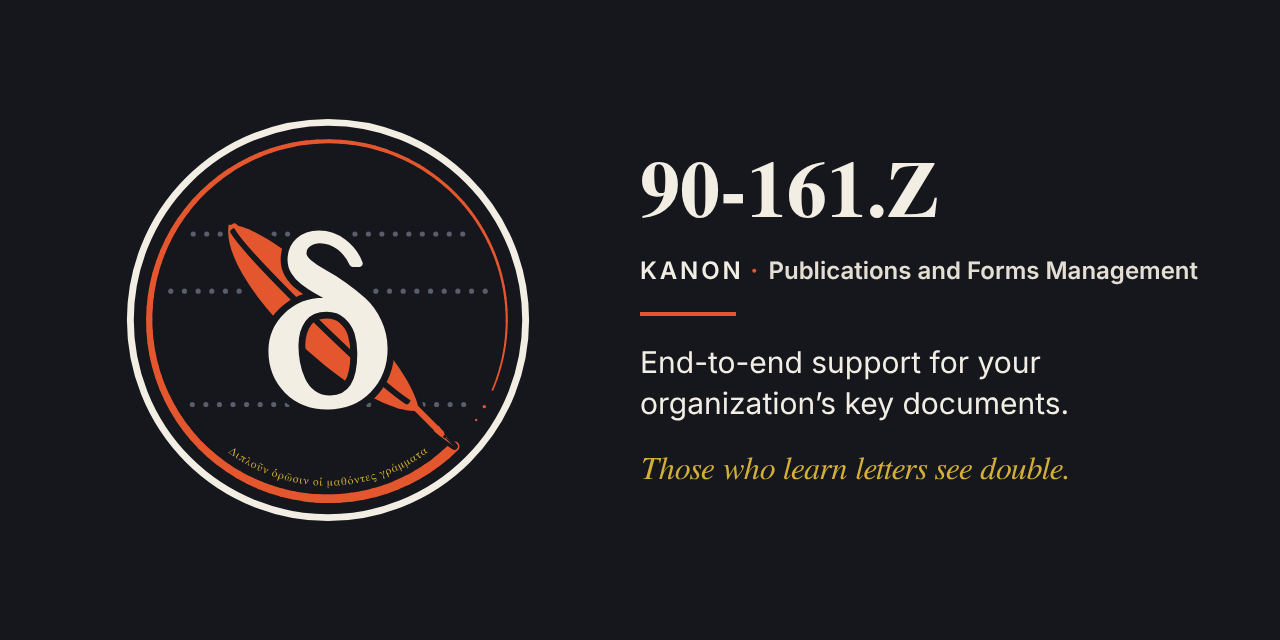 δ
Διπλοῦν ὁρῶσιν οἱ μαθόντες γράμματα
90-161.Z
KANON · Publications and Forms Management
End-to-end support for your
organization’s key documents.
Those who learn letters see double.